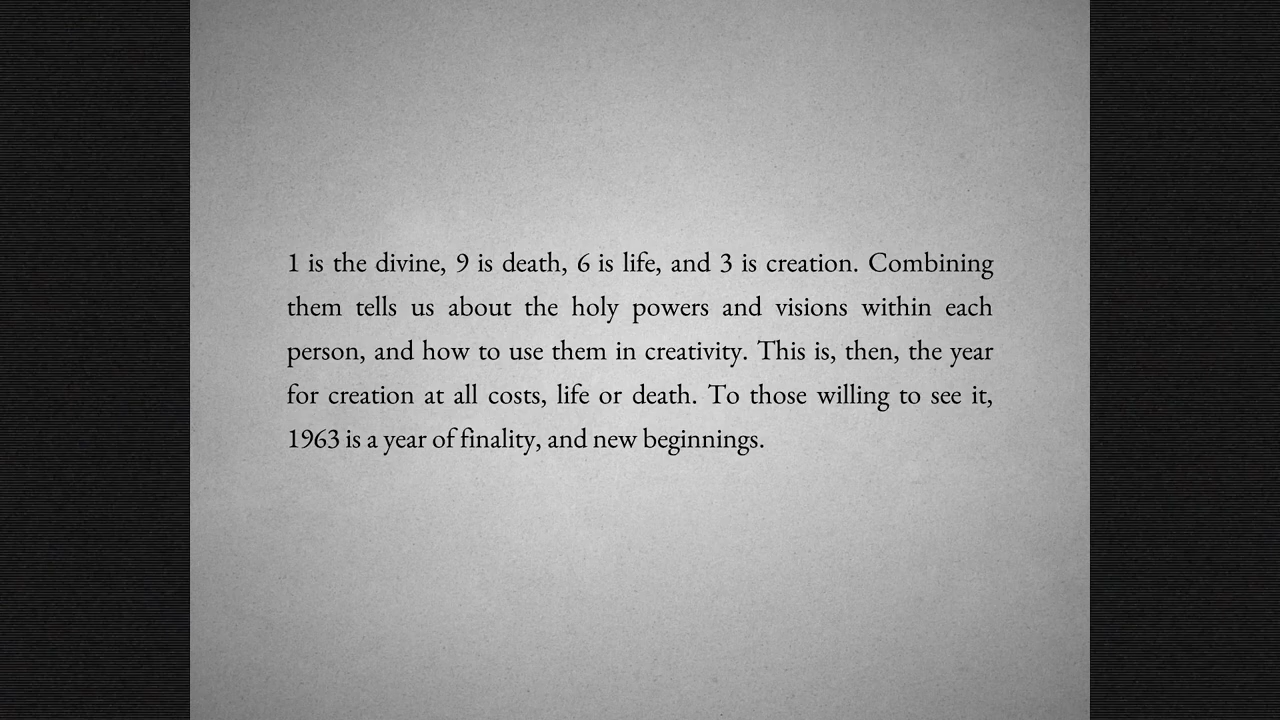 1 is the divine, 9 is death, 6 is life, and 3 is creation. Combining
them tells us about the holy powers and visions within each
person, and how to use them in creativity. This is, then, the year
for creation at all costs, life or death. To those willing to see it,
1963 is a year of finality, and new beginnings.